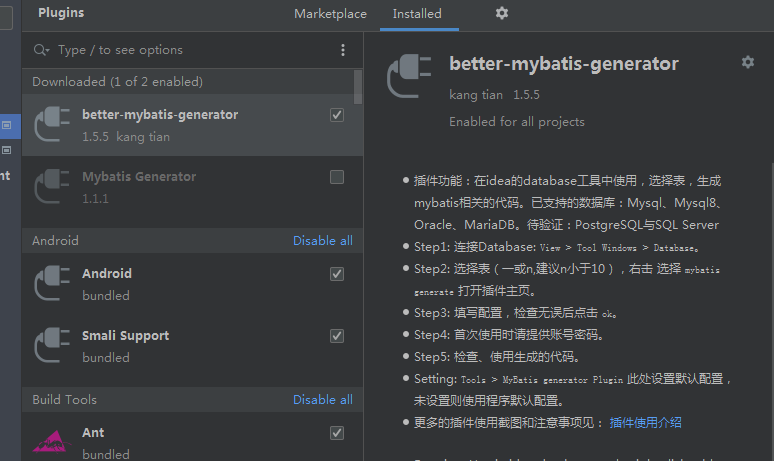 Plugins
Marketplace
Installed
Type / to see options
Downloaded (1 of 2 enabled)
better-mybatis-generator
1.5.5 kang tian
Mybatis Generator
1.1.1
Android
Disable all
Android
bundled
Smali Support
bundled
Build Tools
Disable all
Ant
bundled
nt
better-mybatis-generator
kang tian 1.5.5
Enabled for all projects
插件功能：在idea的database工具中使用，选择表，生成
mybatis相关的代码。已支持的数据库：Mysql、Mysql8、
Oracle、MariaDB。待验证：PostgreSQL与SQL Server
Step1: 连接Database: View > Tool Windows > Database。
Step2: 选择表（一或n,建议n小于10），右击 选择 mybatis
generate 打开插件主页。
Step3: 填写配置，检查无误后点击 ok。
Step4: 首次使用时请提供账号密码。
Step5: 检查、使用生成的代码。
Setting: Tools > MyBatis generator Plugin 此处设置默认配置，
未设置则使用程序默认配置。
更多的插件使用截图和注意事项见： 插件使用介绍